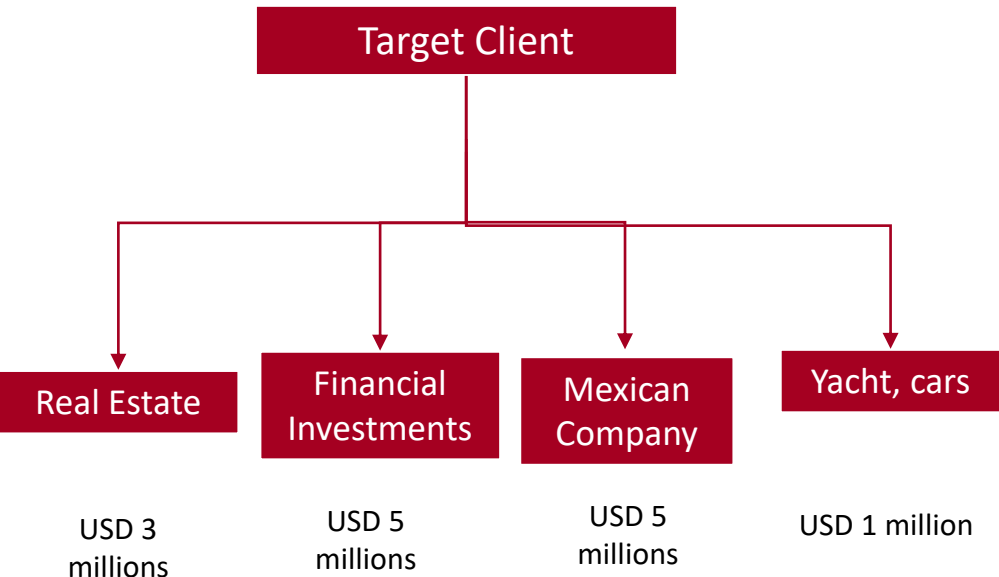 Target Client
Real Estate
Financial
Investments
Mexican
Company
Yacht, cars
USD 3
millions
USD 5
millions
USD 5
millions
USD 1 million